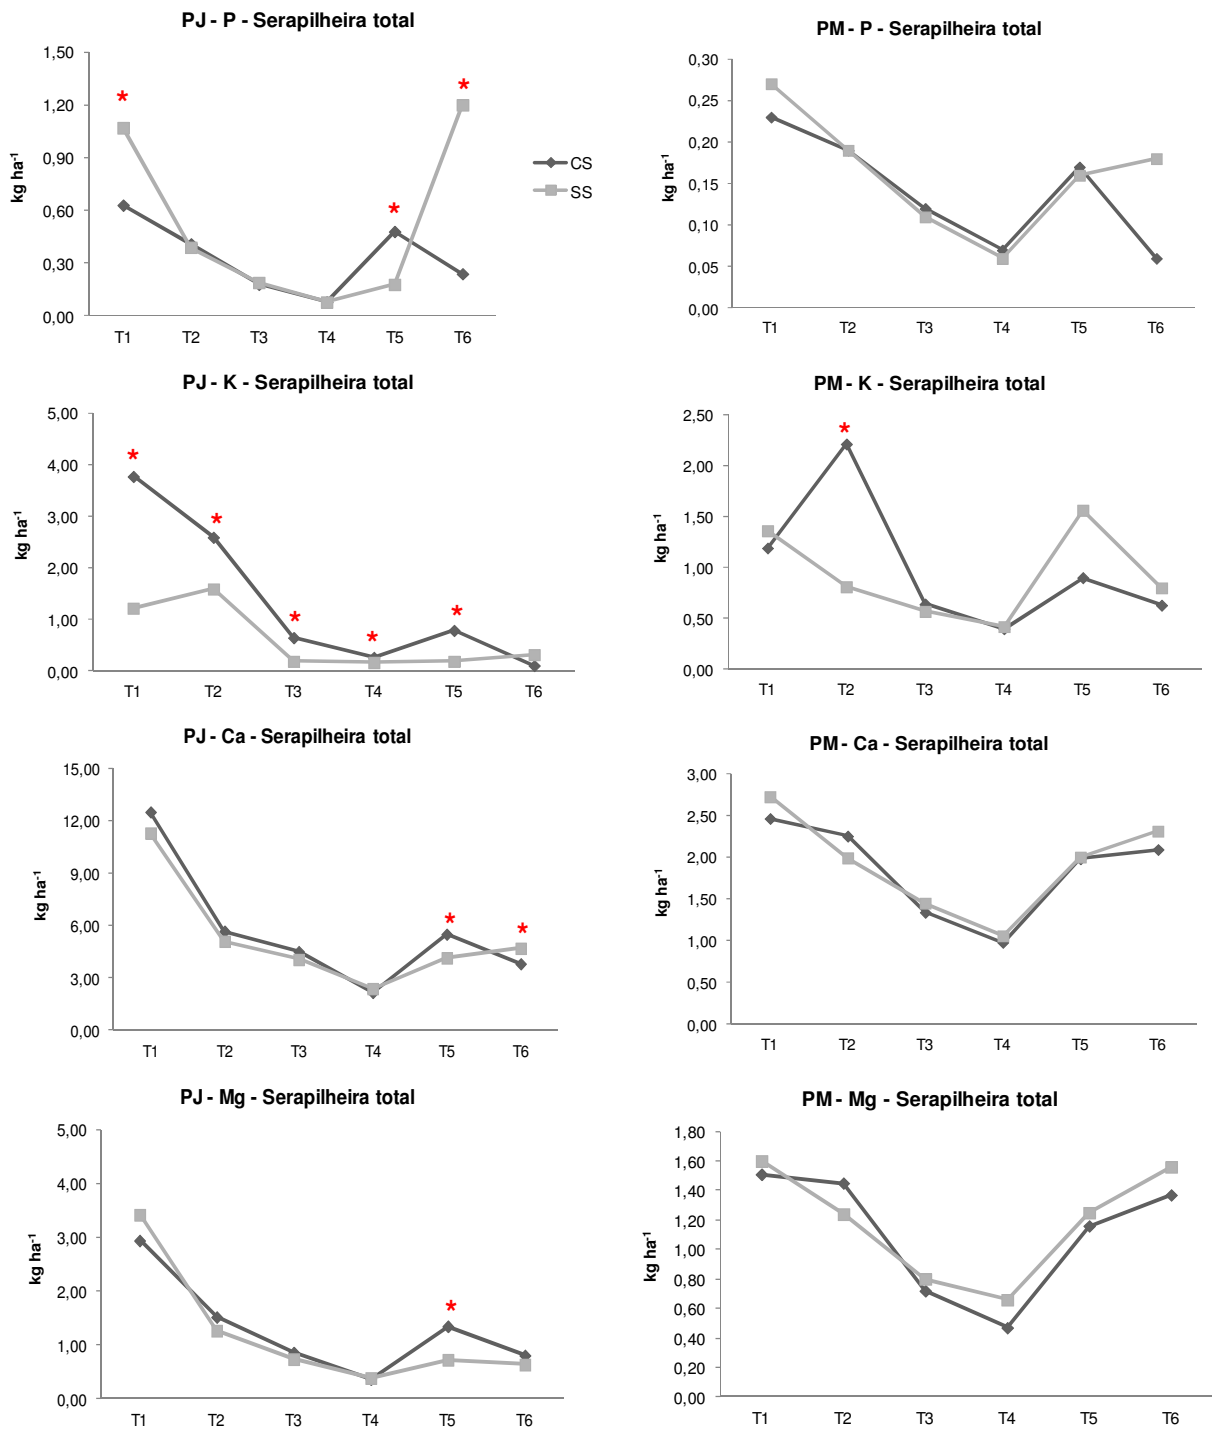 PJ - P - Serapilheira total
1,50
1,20
0,90
0,60
0,30
0,00
kg ha-1
*
*
*
T1 T2 T3 T4 T5 T6
CS
SS
PM - P - Serapilheira total
0,30
0,25
0,20
0,15
0,10
0,05
0,00
kg ha-1
T1 T2 T3 T4 T5 T6
PJ - K - Serapilheira total
5,00
4,00
3,00
2,00
1,00
0,00
kg ha-1
*
*
*
*
*
T1 T2 T3 T4 T5 T6
PM - K - Serapilheira total
2,50
2,00
1,50
1,00
0,50
0,00
kg ha-1
*
T1 T2 T3 T4 T5 T6
PJ - Ca - Serapilheira total
15,00
12,00
9,00
6,00
3,00
0,00
kg ha-1
*
*
T1 T2 T3 T4 T5 T6
PM - Ca - Serapilheira total
3,00
2,50
2,00
1,50
1,00
0,50
0,00
kg ha-1
T1 T2 T3 T4 T5 T6
PJ - Mg - Serapilheira total
5,00
4,00
3,00
2,00
1,00
0,00
kg ha-1
*
T1 T2 T3 T4 T5 T6
PM - Mg - Serapilheira total
1,80
1,60
1,40
1,20
1,00
0,80
0,60
0,40
0,20
0,00
kg ha-1
T1 T2 T3 T4 T5 T6